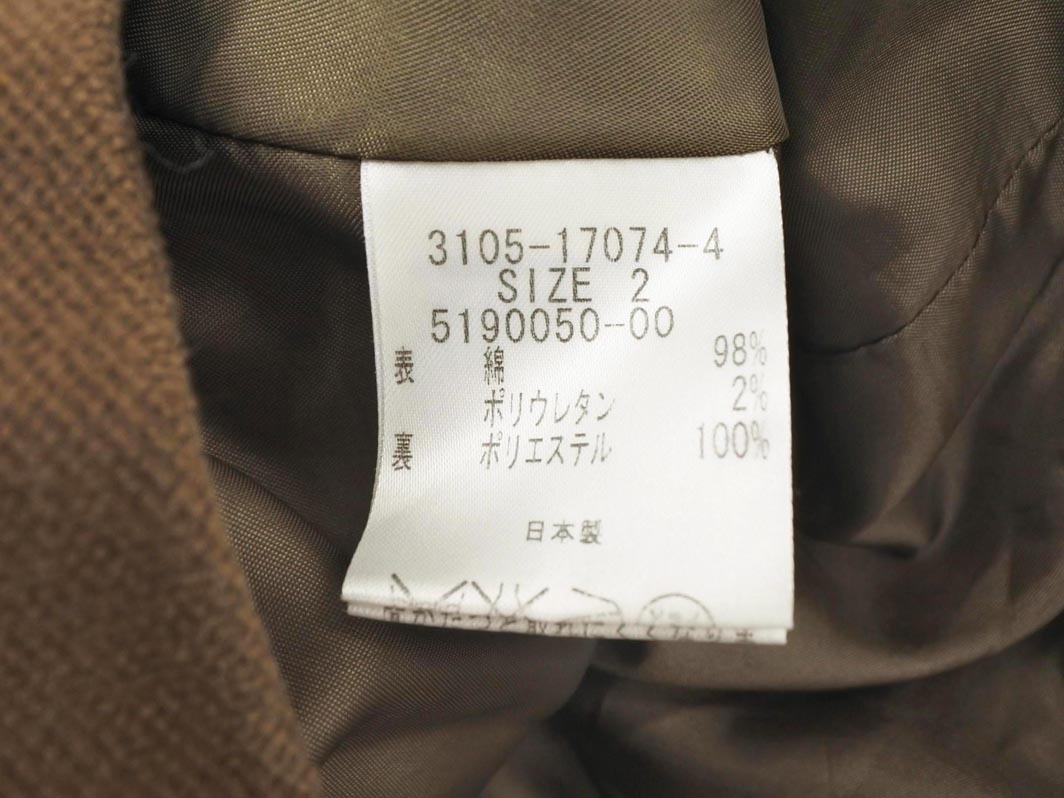 3105-17074-4
SIZE 2
5190050-00
表 綿 98%
ポリウレタン 2%
裏 ポリエステル 100%
日本製